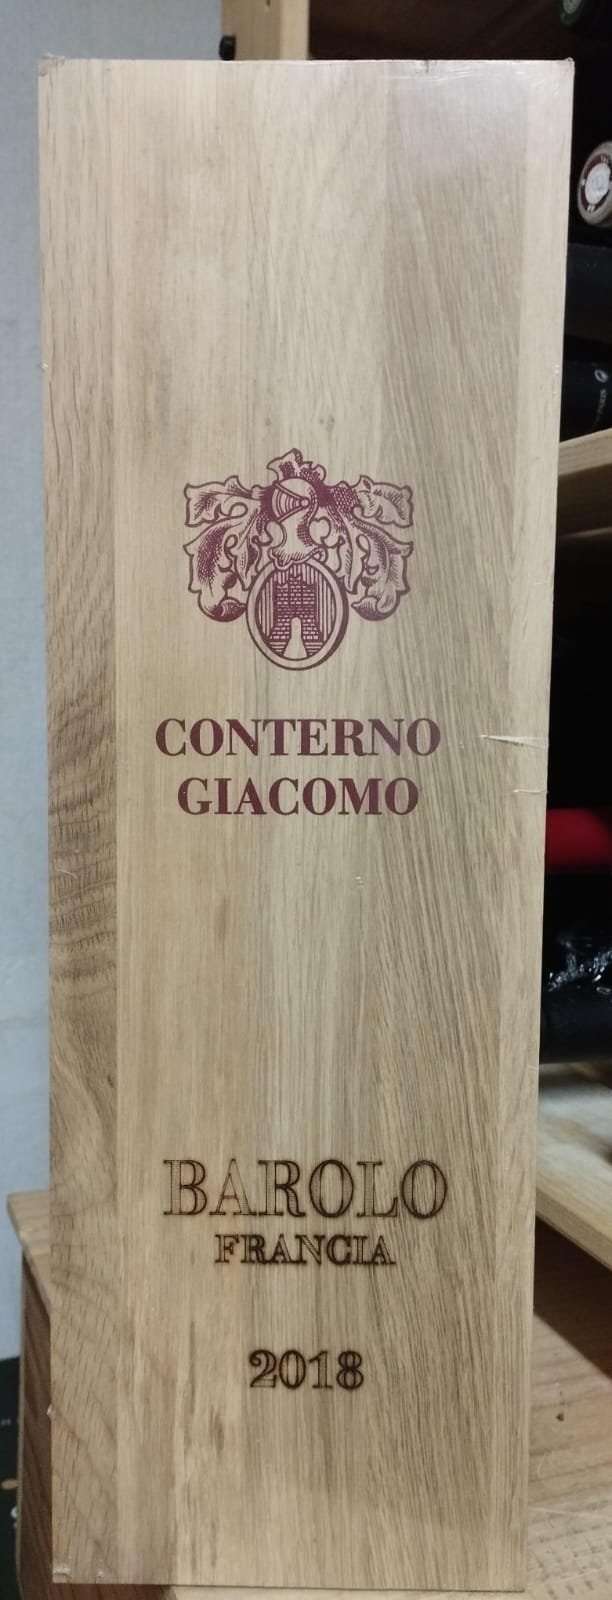 CONTERNO
GIACOMO
BAROLO
FRANCIA
2018